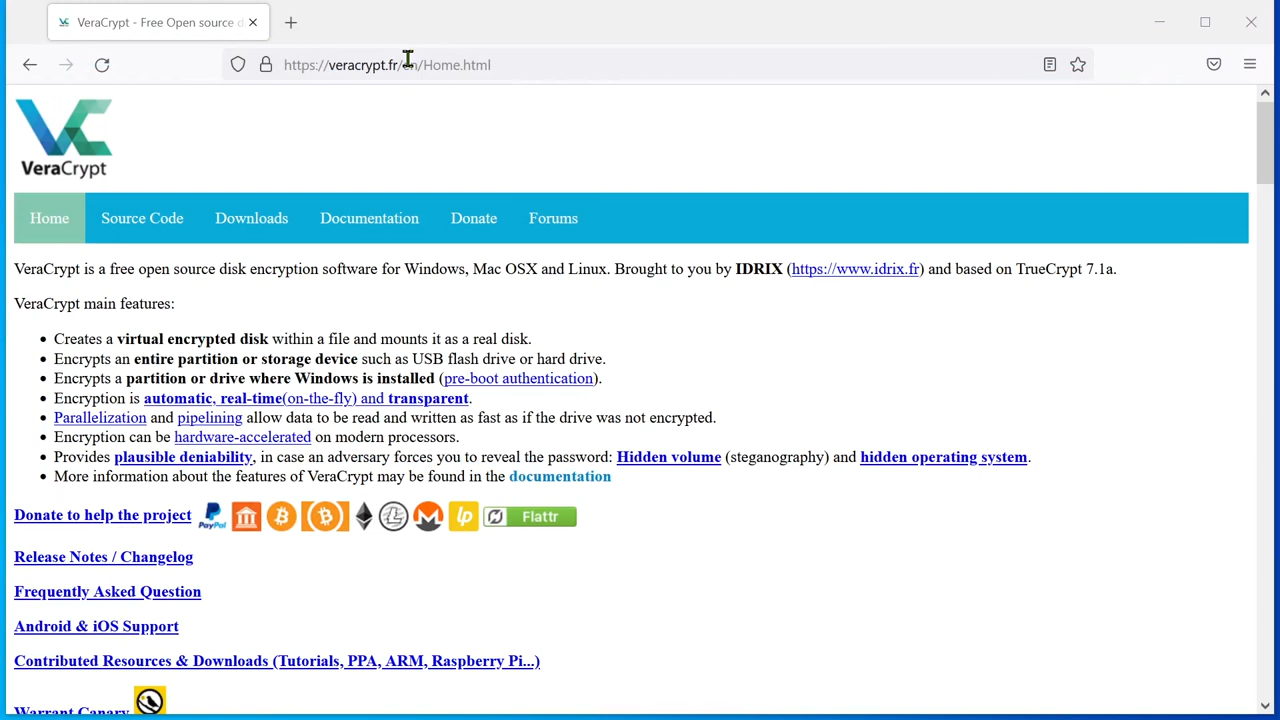 VeraCrypt - Free Open source d
https://veracrypt.fr/en/Home.html
VeraCrypt
Home Source Code Downloads Documentation Donate Forums
VeraCrypt is a free open source disk encryption software for Windows, Mac OSX and Linux. Brought to you by IDRIX (https://www.idrix.fr) and based on TrueCrypt 7.1a.
VeraCrypt main features:
• Creates a virtual encrypted disk within a file and mounts it as a real disk.
• Encrypts an entire partition or storage device such as USB flash drive or hard drive.
• Encrypts a partition or drive where Windows is installed (pre-boot authentication).
• Encryption is automatic, real-time(on-the-fly) and transparent.
• Parallelization and pipelining allow data to be read and written as fast as if the drive was not encrypted.
• Encryption can be hardware-accelerated on modern processors.
• Provides plausible deniability, in case an adversary forces you to reveal the password: Hidden volume (steganography) and hidden operating system.
• More information about the features of VeraCrypt may be found in the documentation
Donate to help the project PayPal lp Flattr
Release Notes / Changelog
Frequently Asked Question
Android & iOS Support
Contributed Resources & Downloads (Tutorials, PPA, ARM, Raspberry Pi...)
Warrant Canary